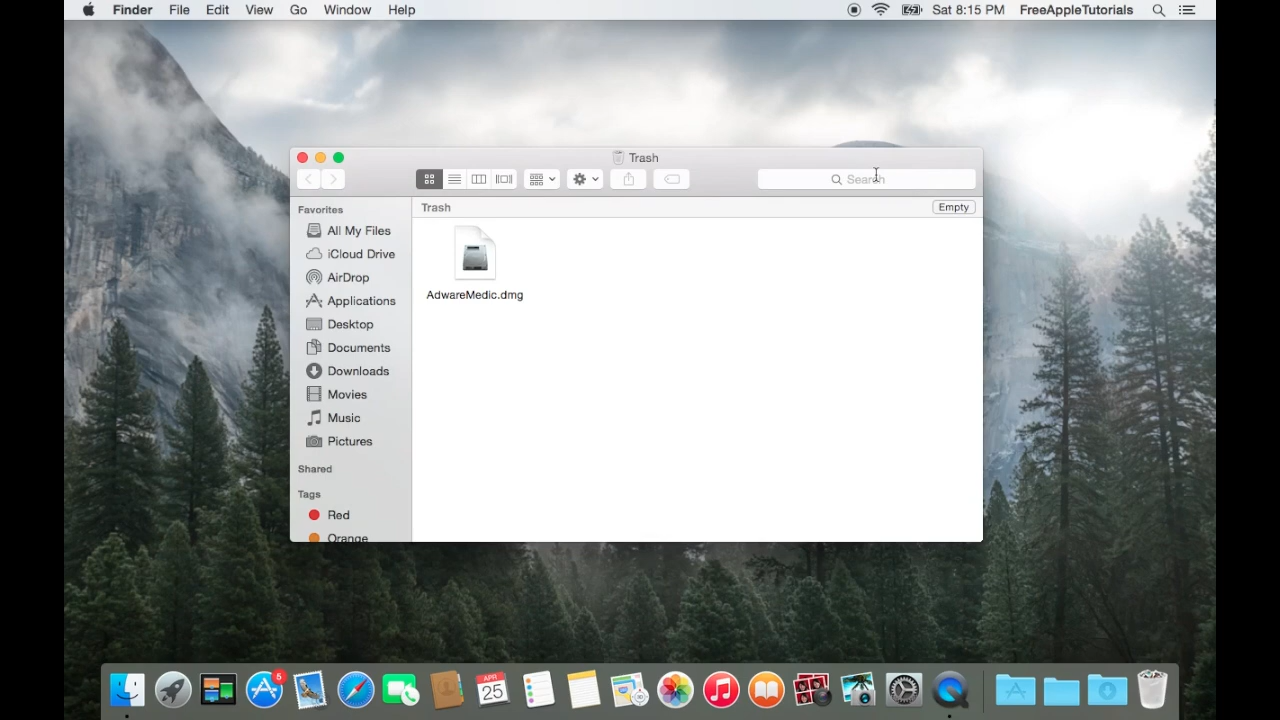 Finder File Edit View Go Window Help Sat 8:15 PM FreeAppleTutorials
Trash
Search
Favorites
Trash
Empty
All My Files
iCloud Drive
AirDrop
Applications
Desktop
Documents
Downloads
Movies
Music
Pictures
Shared
Tags
Red
Orange
AdwareMedic.dmg
5
APR
25